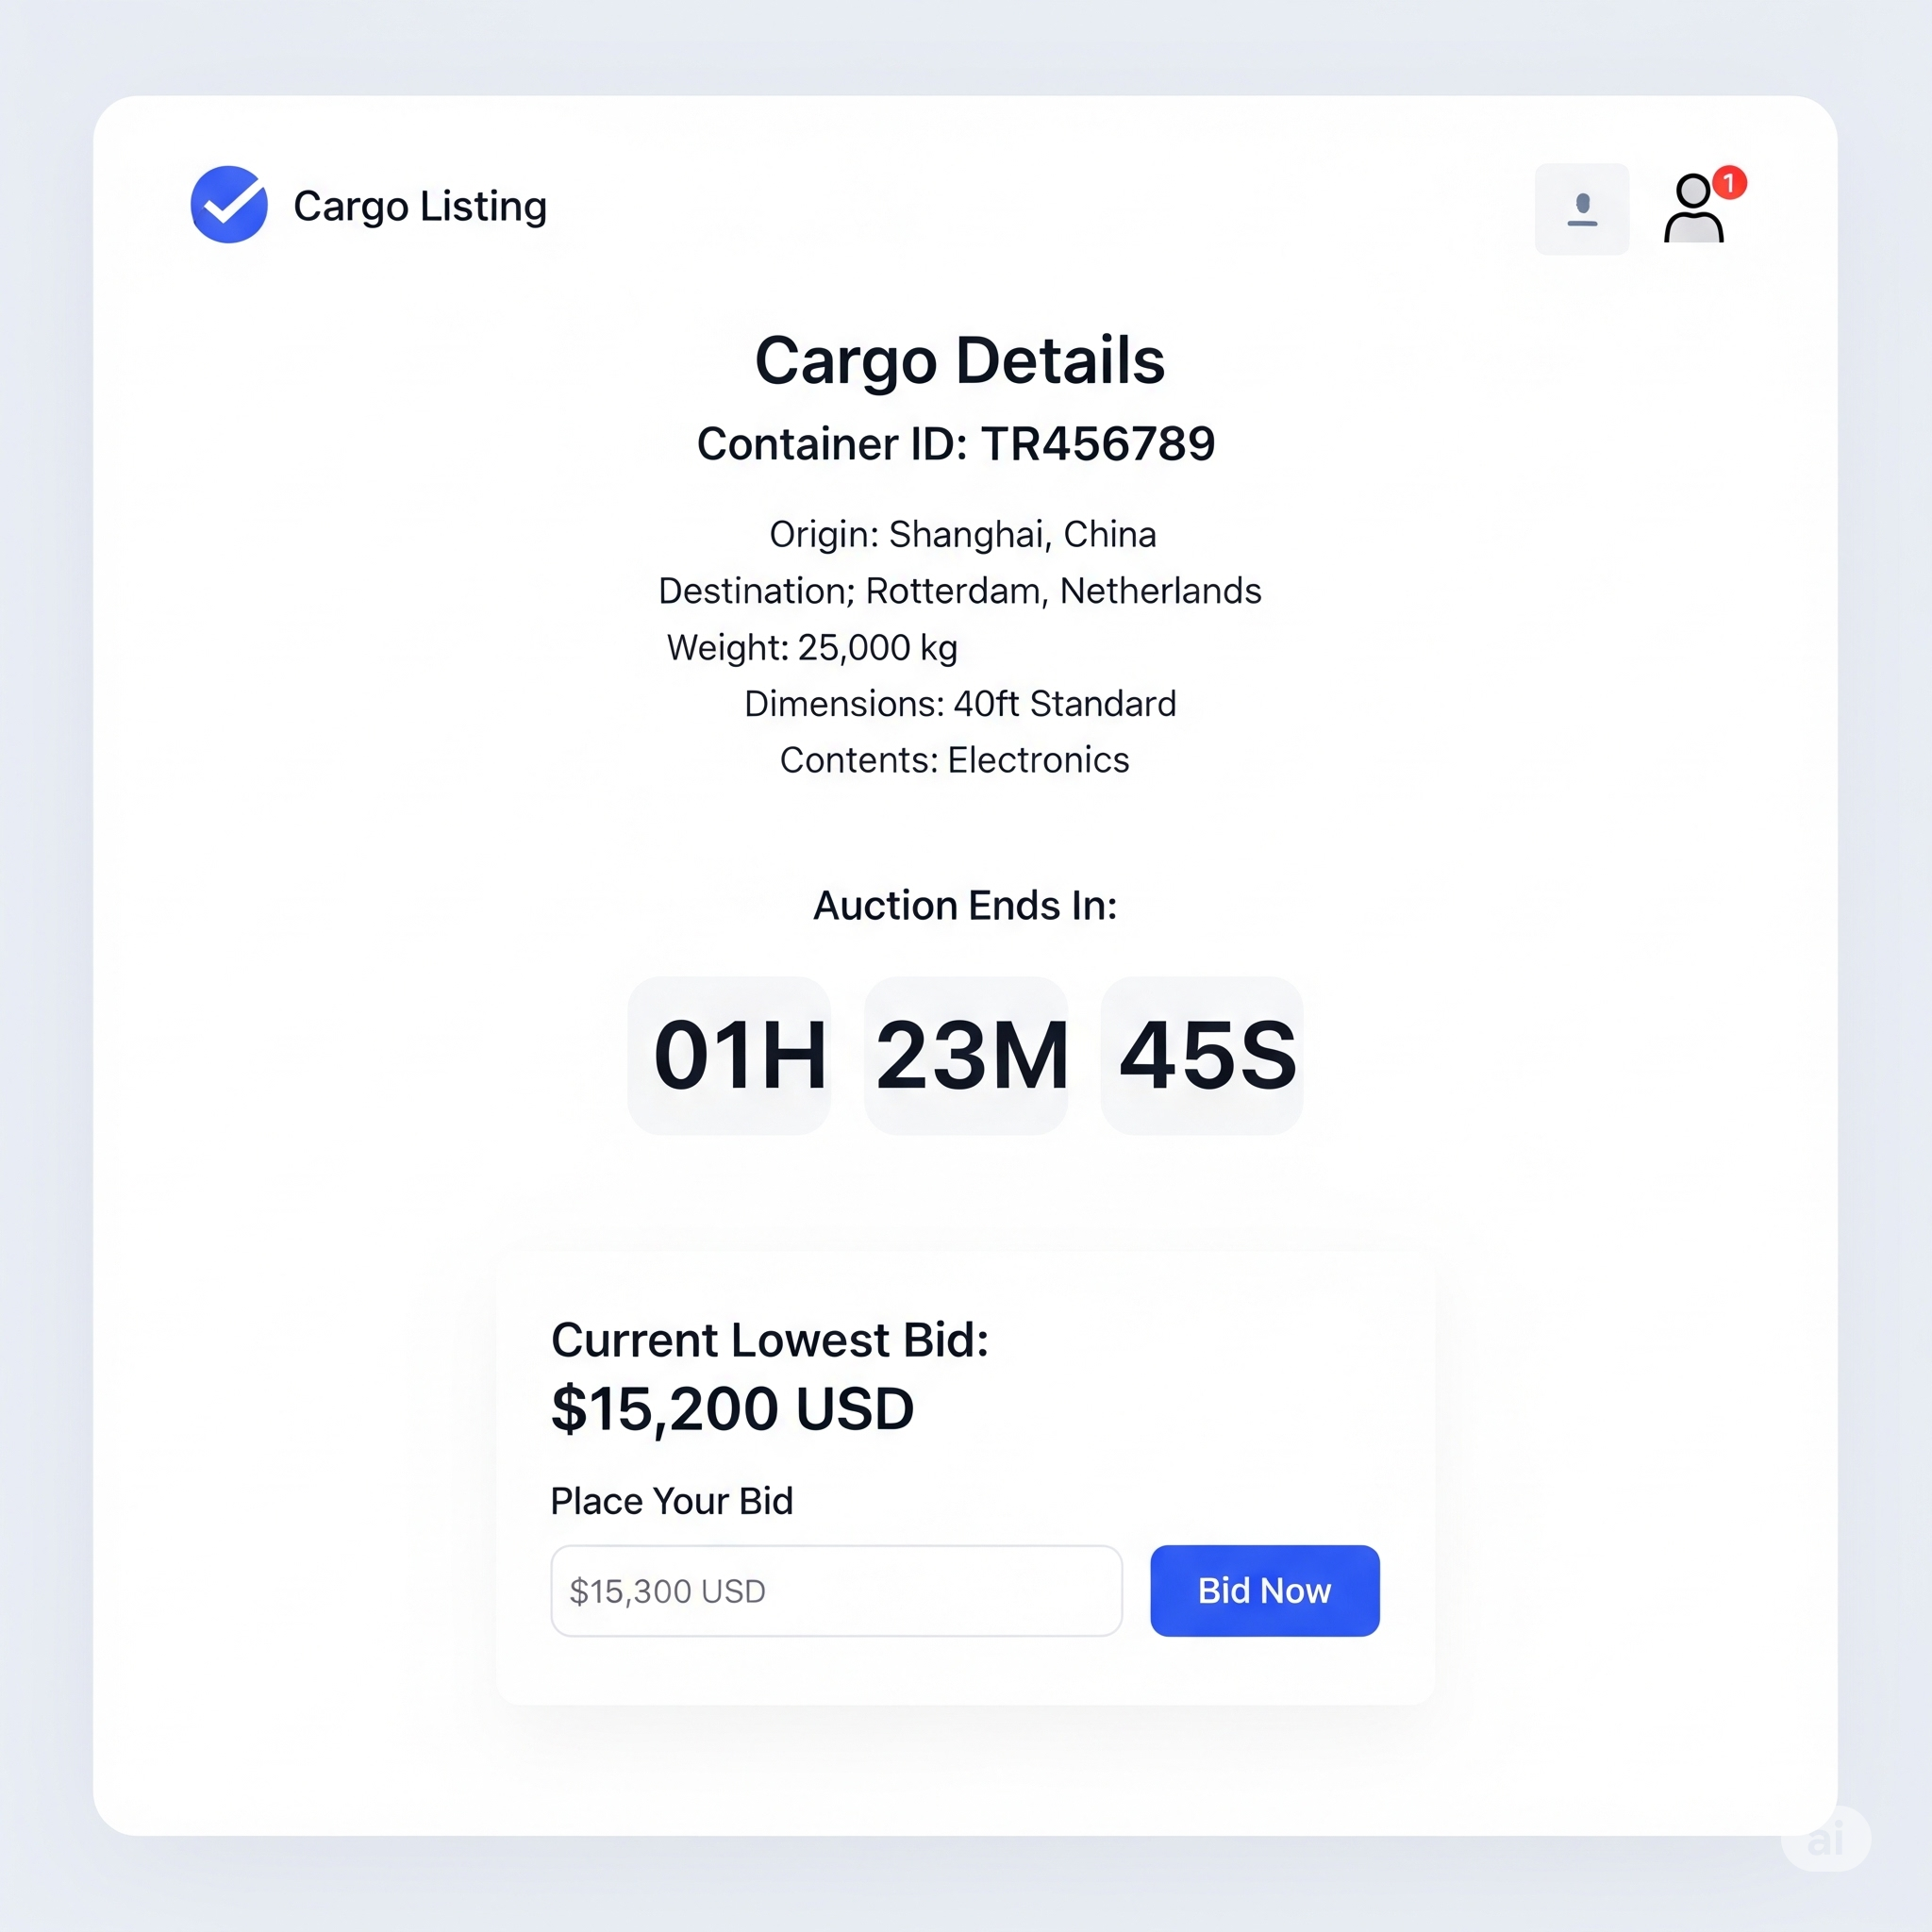 Cargo Listing
1
Cargo Details
Container ID: TR456789
Origin: Shanghai, China
Destination; Rotterdam, Netherlands
Weight: 25,000 kg
Dimensions: 40ft Standard
Contents: Electronics
Auction Ends In:
01H 23M 45S
Current Lowest Bid:
$15,200 USD
Place Your Bid
$15,300 USD
Bid Now
ai